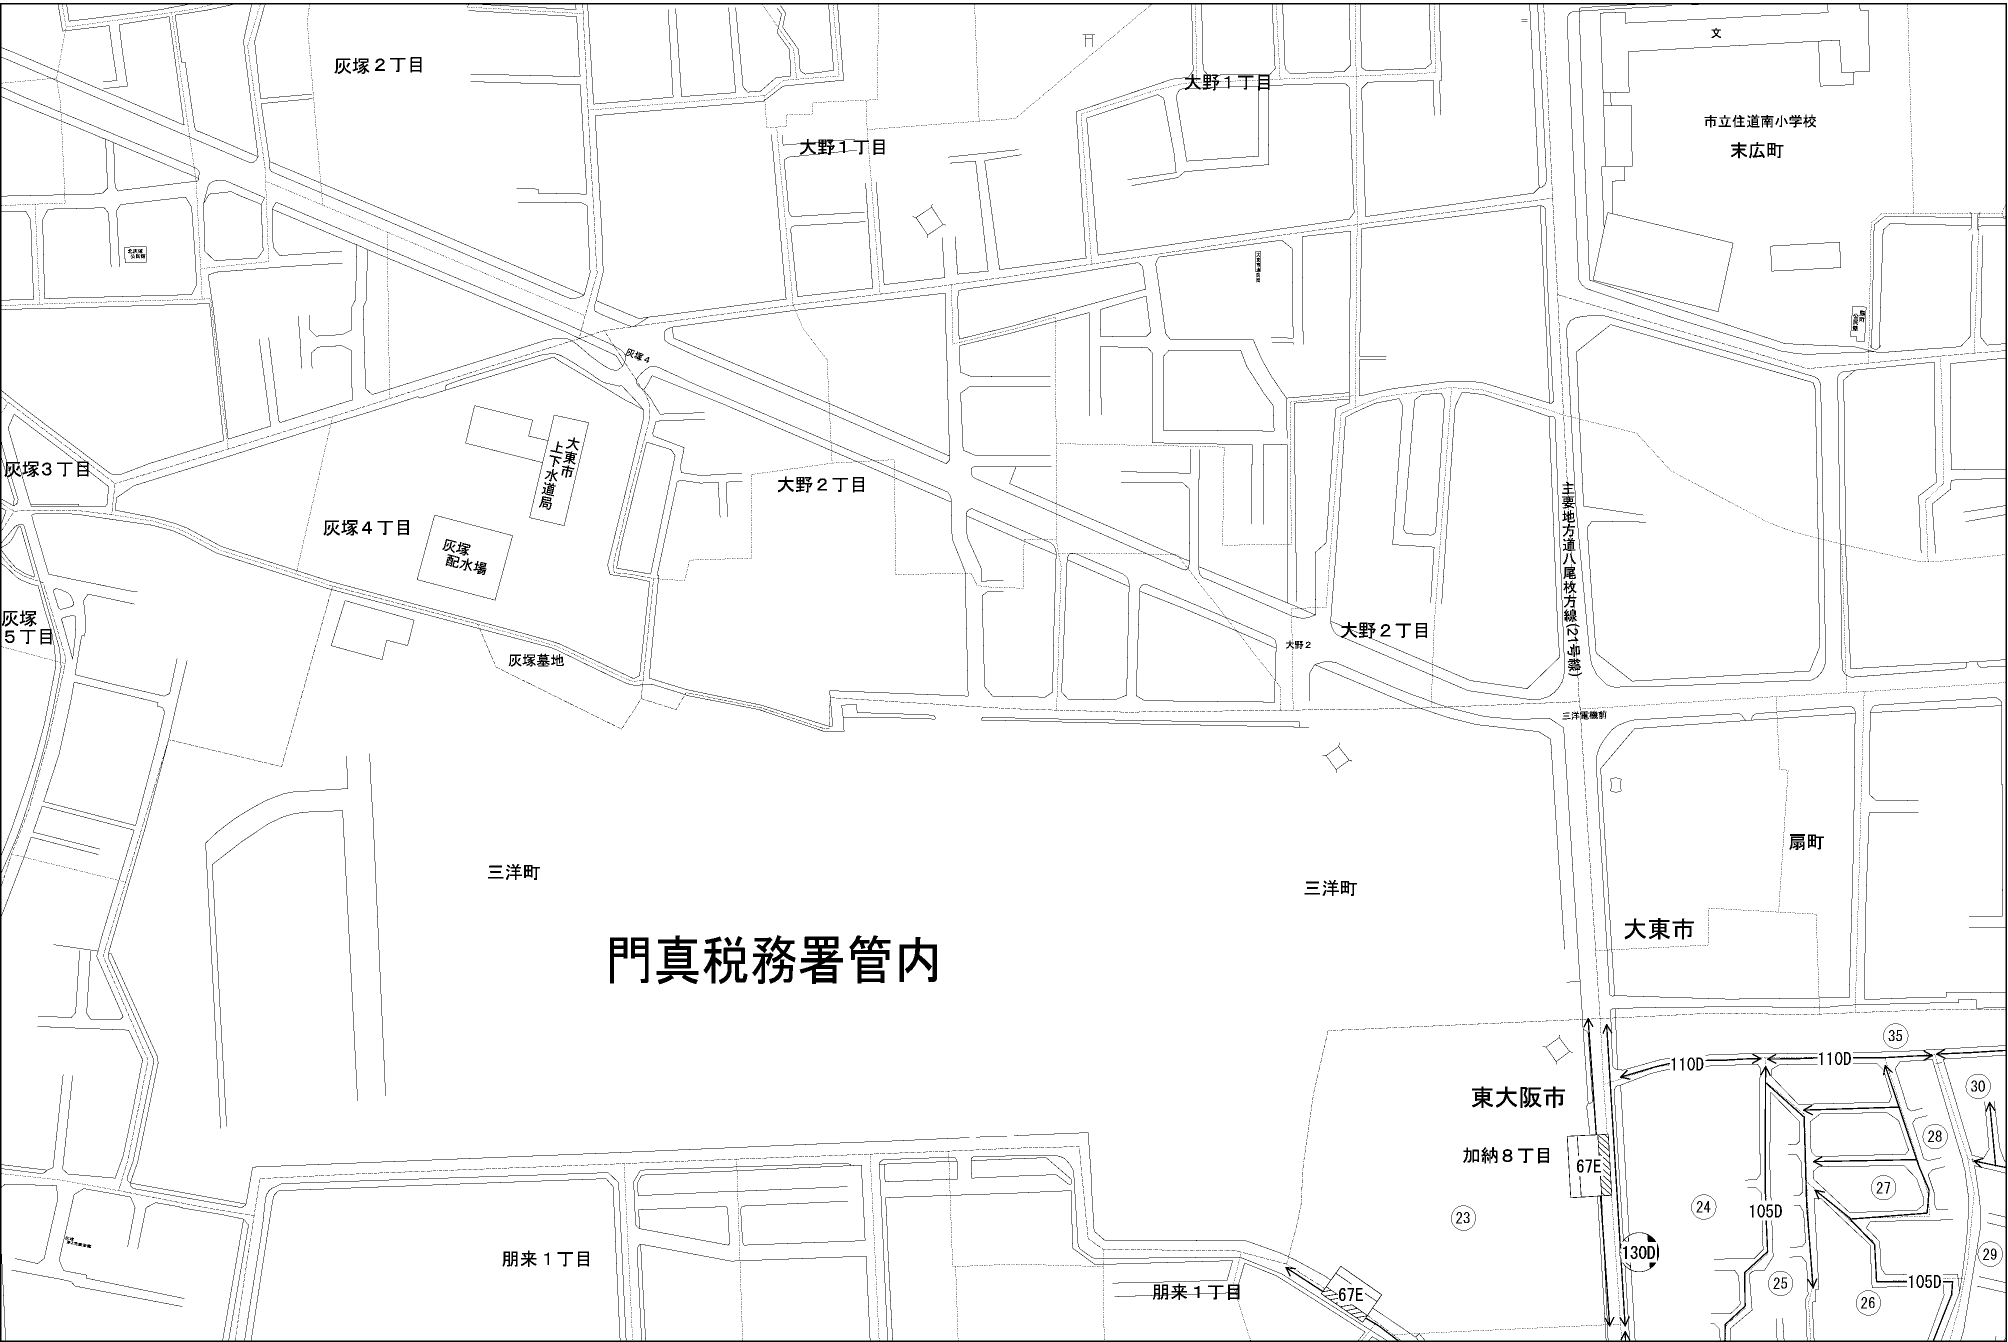 文
灰塚２丁目
大野１丁目
市立住道南小学校
大野１丁目
末広町
灰塚４
大東市
上下水道局
灰塚３丁目
大野２丁目
灰塚４丁目
主要地方道八尾枚方線(21号線)
灰塚
配水場
灰塚
５丁目
大野２丁目
大野２
灰塚墓地
三洋電機前
扇町
三洋町
三洋町
大東市
門真税務署管内
35
110D
110D
30
東大阪市
28
加納８丁目
67E
27
24
105D
23
130D
29
朋来１丁目
25
105D
朋来１丁目
67E
26